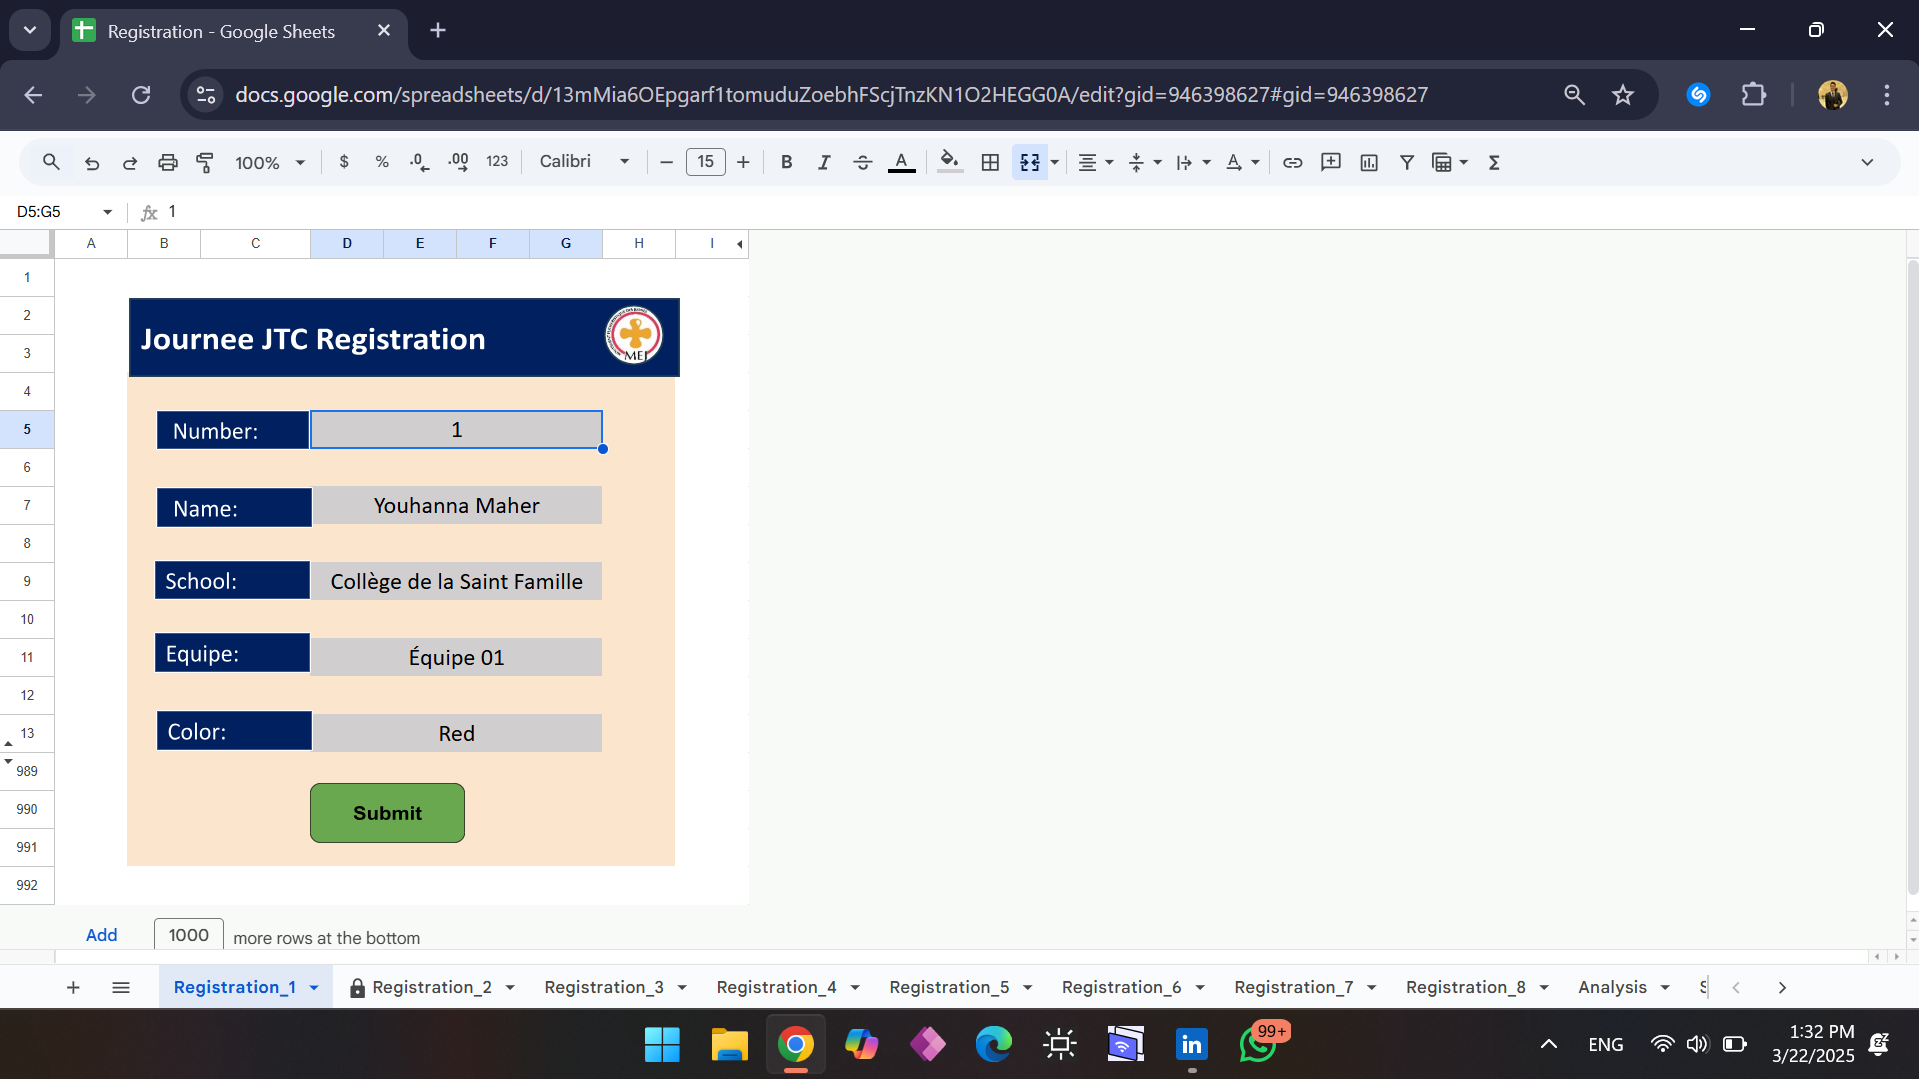 Registration - Google Sheets
docs.google.com/spreadsheets/d/13mMia6OEpgarf1tomuduZoebhFScjTnzKN1O2HEGG0A/edit?gid=946398627#gid=946398627
100% $ % .0 .00 123 Calibri 15 B I S A A Σ
D5:G5 fx 1
A B C D E F G H I
1
2
Journee JTC Registration
MEJ
3
4
5 Number: 1
6
7 Name: Youhanna Maher
8
9 School: Collège de la Saint Famille
10
11 Equipe: Équipe 01
12
13 Color: Red
989
990 Submit
991
992
Add 1000 more rows at the bottom
Registration_1 Registration_2 Registration_3 Registration_4 Registration_5 Registration_6 Registration_7 Registration_8 Analysis
99+
ENG 1:32 PM
3/22/2025